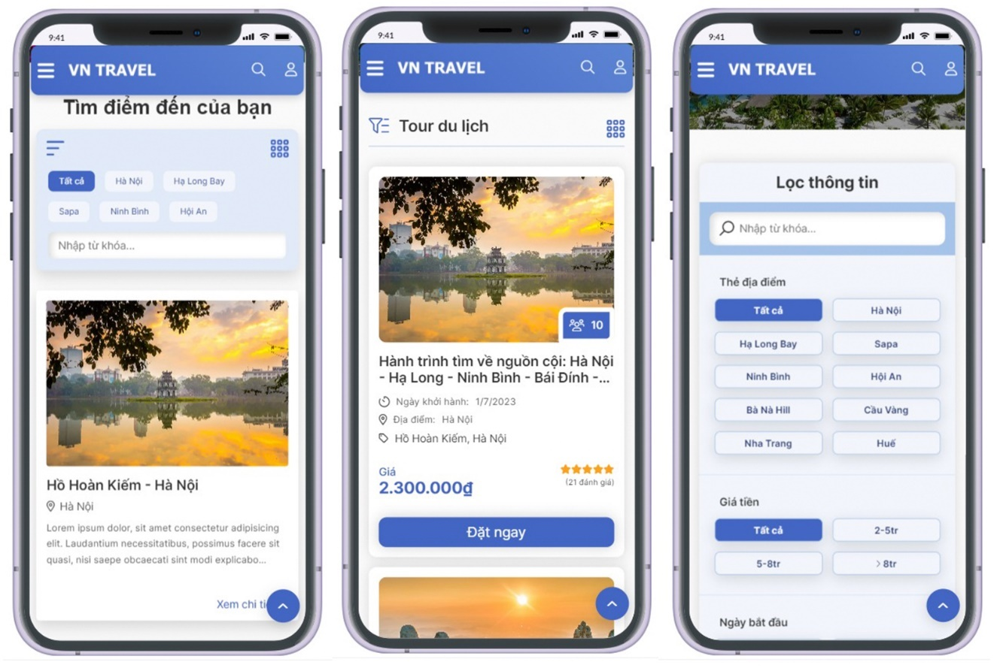 9:41
VN TRAVEL
Tìm điểm đến của bạn
Tất cả
Hà Nội
Hạ Long Bay
Sapa
Ninh Bình
Hội An
Nhập từ khóa...
Hồ Hoàn Kiếm - Hà Nội
Hà Nội
Lorem ipsum dolor, sit amet consectetur adipisicing
elit. Laudantium necessitatibus, possimus facere sit
quasi, nisi saepe obcaecati sint modi explicabo...
Xem chi ti
9:41
VN TRAVEL
Tour du lịch
10
Hành trình tìm về nguồn cội: Hà Nội
- Hạ Long - Ninh Bình - Bái Đính -...
Ngày khởi hành: 1/7/2023
Địa điểm: Hà Nội
Hồ Hoàn Kiếm, Hà Nội
Giá
2.300.000₫
(21 đánh giá)
Đặt ngay
9:41
VN TRAVEL
Lọc thông tin
Nhập từ khóa...
Thẻ địa điểm
Tất cả
Hà Nội
Hạ Long Bay
Sapa
Ninh Bình
Hội An
Bà Nà Hill
Cầu Vàng
Nha Trang
Huế
Giá tiền
Tất cả
2-5tr
5-8tr
> 8tr
Ngày bắt đầu